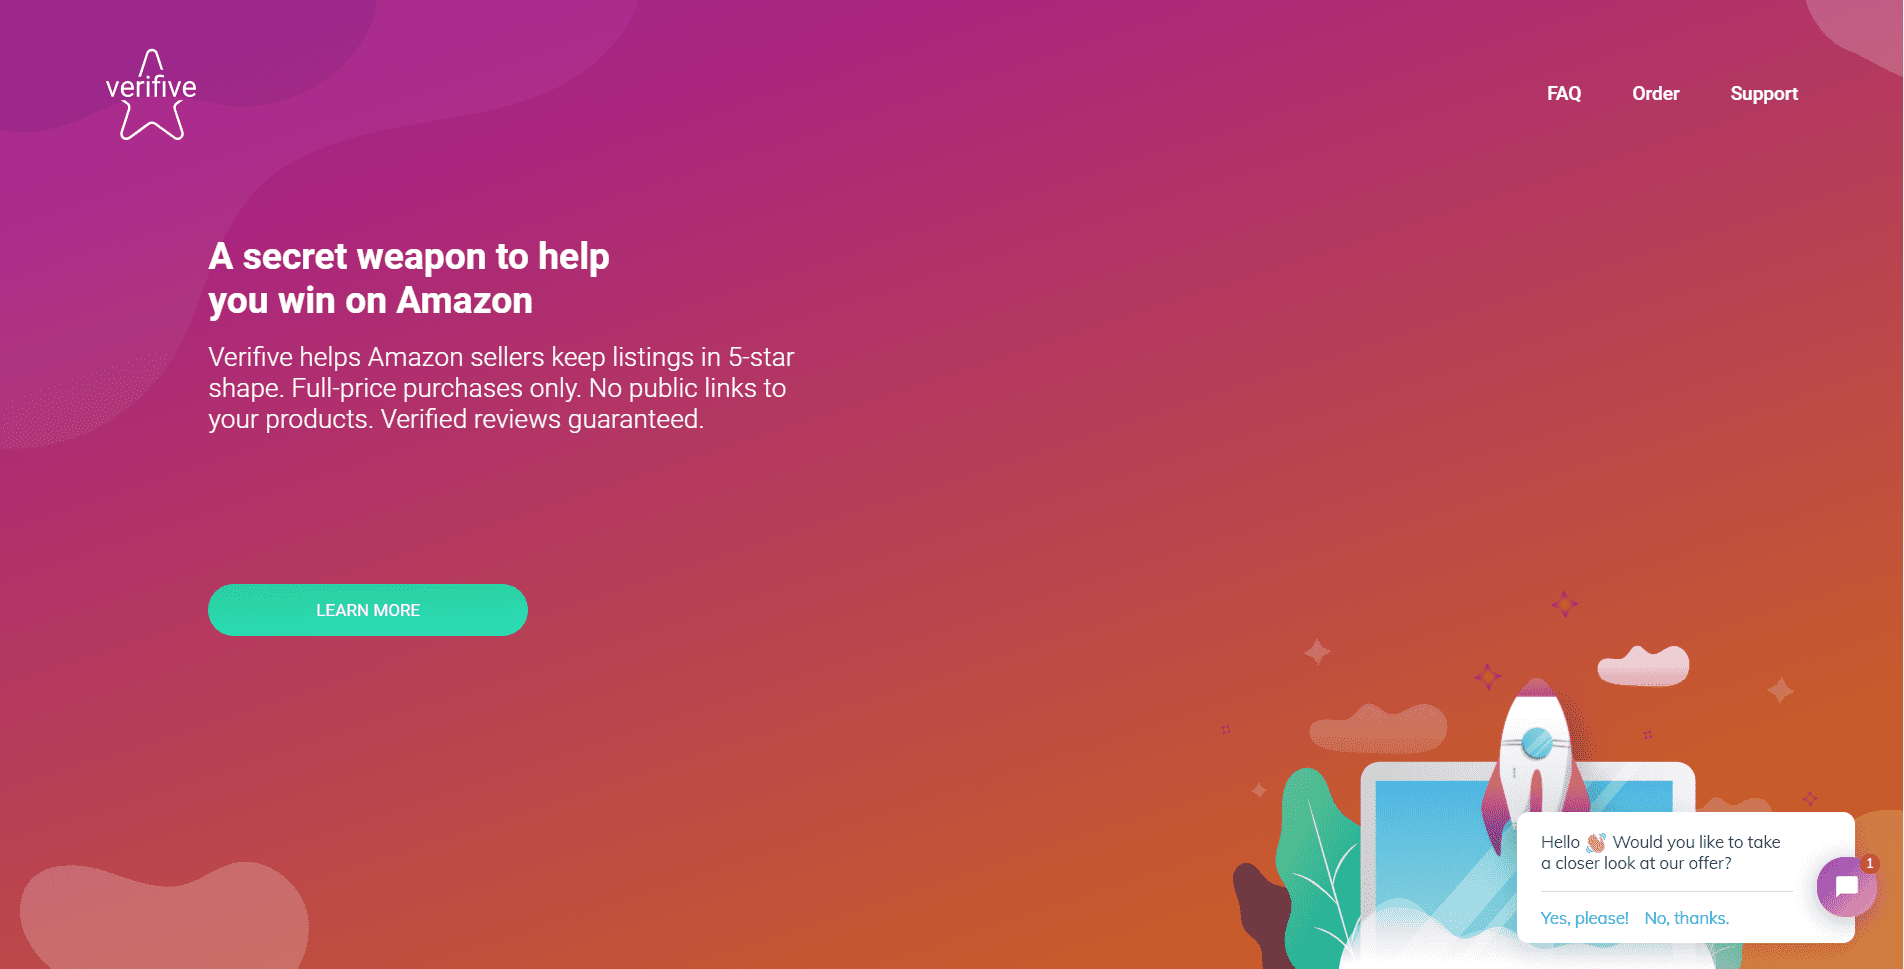 verifive
FAQ
Order
Support
A secret weapon to help
you win on Amazon
Verifive helps Amazon sellers keep listings in 5-star
shape. Full-price purchases only. No public links to
your products. Verified reviews guaranteed.
LEARN MORE
Hello 👋 Would you like to take
a closer look at our offer?
1
Yes, please! No, thanks.